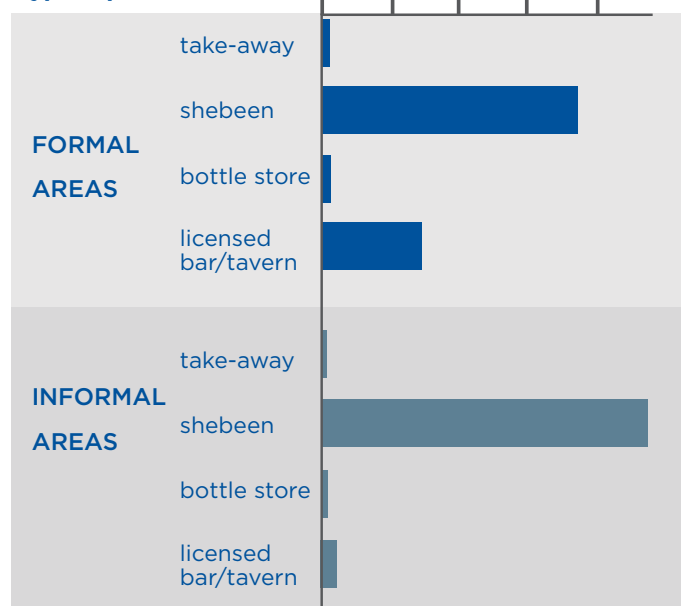 take-away
shebeen
FORMAL
AREAS
bottle store
licensed
bar/tavern
take-away
INFORMAL
AREAS
shebeen
bottle store
licensed
bar/tavern